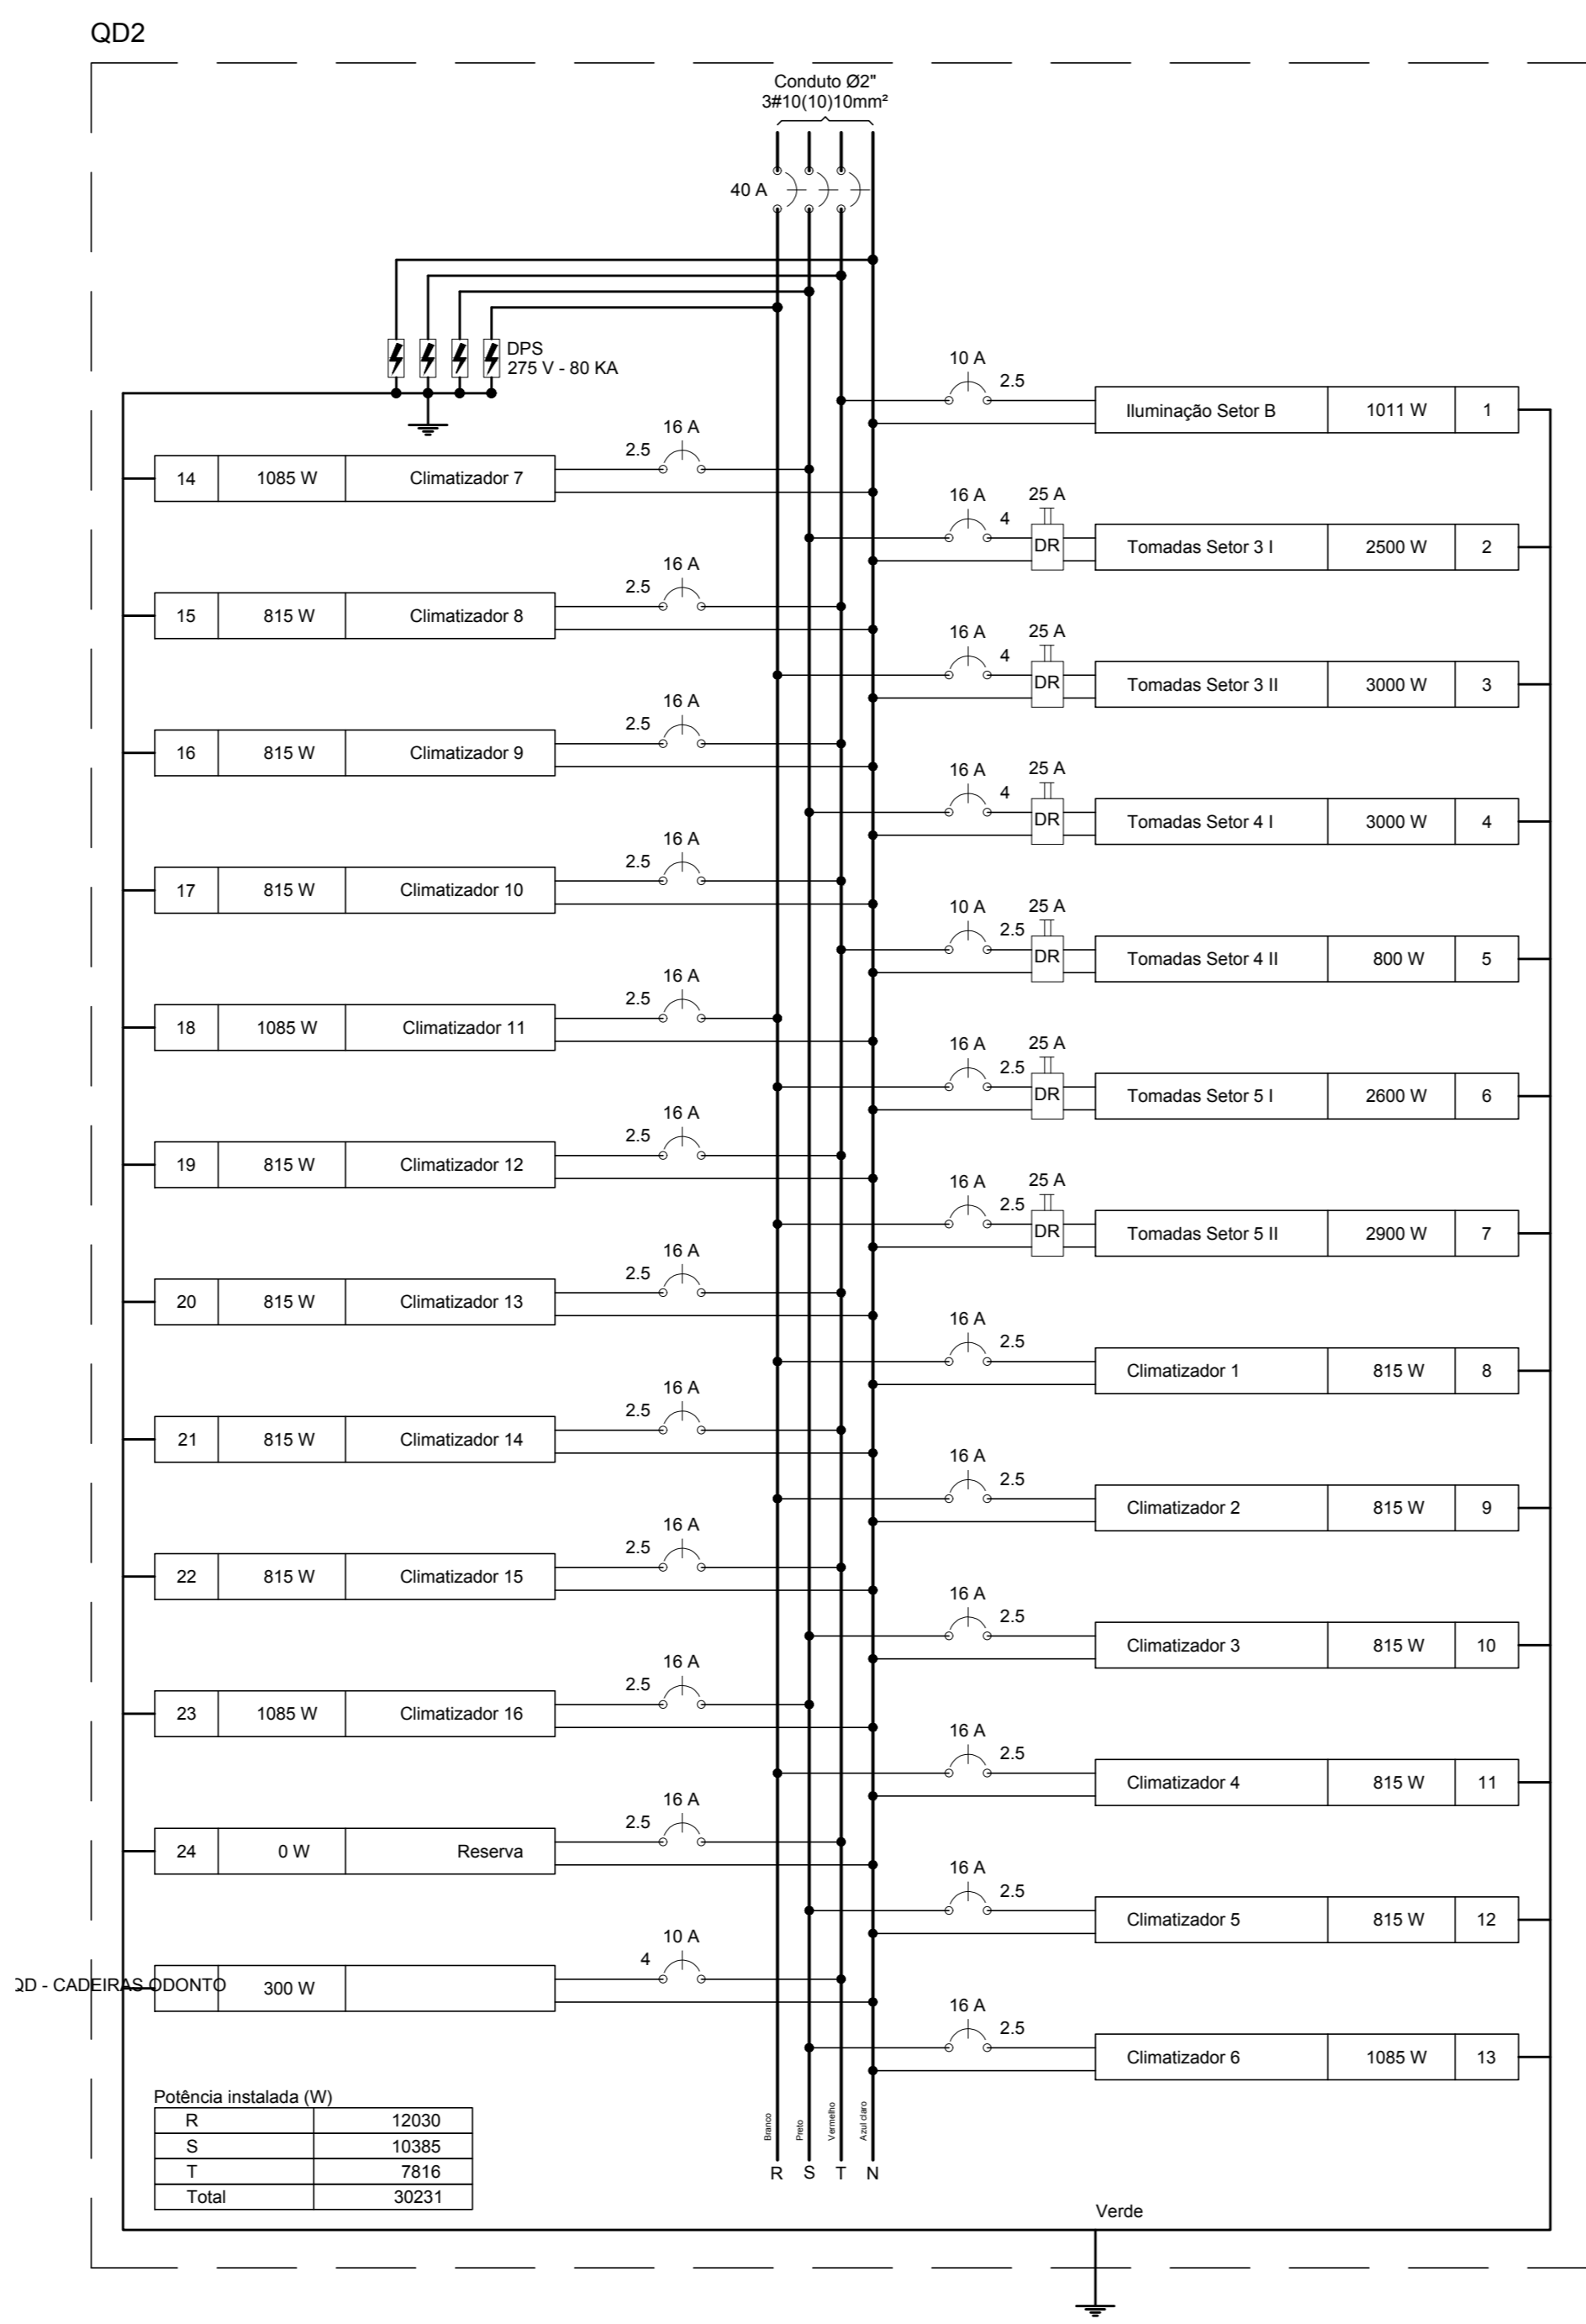 QD2
Conduto Ø2"
3#10(10)10mm²
40 A
DPS
275 V - 80 KA
10 A
2.5
Iluminação Setor B 1011 W 1
16 A
2.5
14 1085 W Climatizador 7
16 A 25 A
4
DR
Tomadas Setor 3 I 2500 W 2
16 A
2.5
15 815 W Climatizador 8
16 A 25 A
4
DR
Tomadas Setor 3 II 3000 W 3
16 A
2.5
16 815 W Climatizador 9
16 A 25 A
4
DR
Tomadas Setor 4 I 3000 W 4
16 A
2.5
17 815 W Climatizador 10
10 A 25 A
2.5
DR
Tomadas Setor 4 II 800 W 5
16 A
2.5
18 1085 W Climatizador 11
16 A 25 A
2.5
DR
Tomadas Setor 5 I 2600 W 6
16 A
2.5
19 815 W Climatizador 12
16 A 25 A
2.5
DR
Tomadas Setor 5 II 2900 W 7
16 A
2.5
20 815 W Climatizador 13
16 A
2.5
Climatizador 1 815 W 8
16 A
2.5
21 815 W Climatizador 14
16 A
2.5
Climatizador 2 815 W 9
16 A
2.5
22 815 W Climatizador 15
16 A
2.5
Climatizador 3 815 W 10
16 A
2.5
23 1085 W Climatizador 16
16 A
2.5
Climatizador 4 815 W 11
16 A
2.5
24 0 W Reserva
16 A
2.5
Climatizador 5 815 W 12
10 A
4
QD - CADEIRAS ODONTO 300 W
16 A
2.5
Climatizador 6 1085 W 13
Potência instalada (W)
R 12030
S 10385
T 7816
Total 30231
Branco
Preto
Vermelho
Azul claro
R S T N
Verde